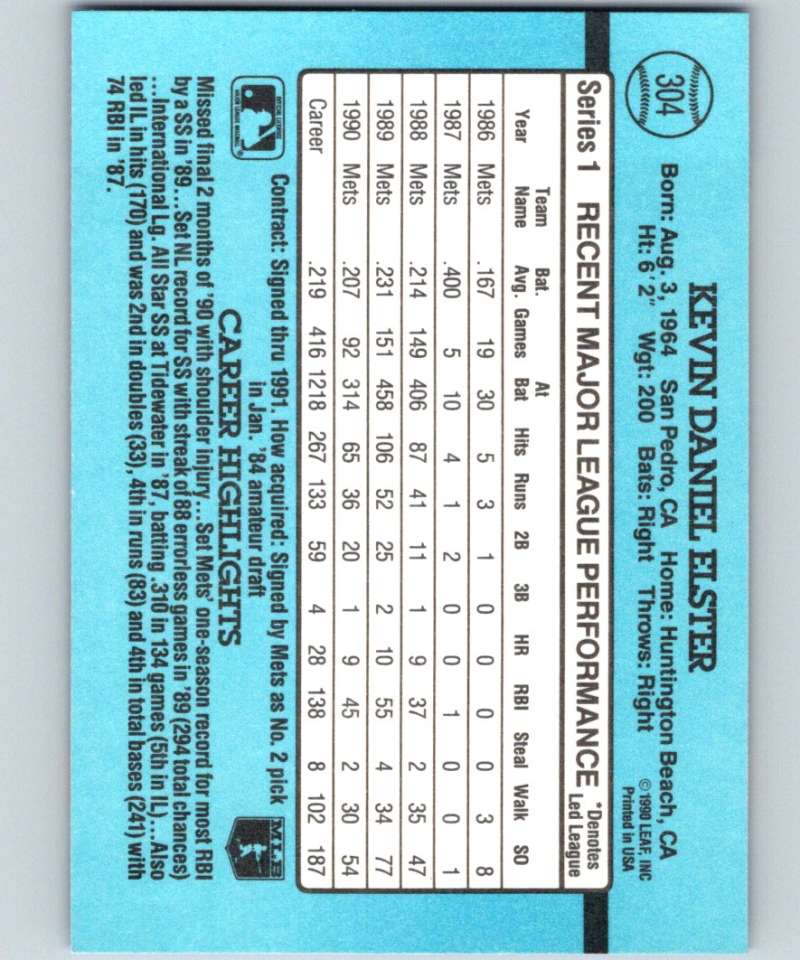 304
KEVIN DANIEL ELSTER
Born: Aug. 3, 1964 San Pedro, CA Home: Huntington Beach, CA
Ht: 6'2" Wgt: 200 Bats: Right Throws: Right
© 1990 LEAF, INC
Printed in USA
Series 1 RECENT MAJOR LEAGUE PERFORMANCE *Denotes Led League
Year Team Name Bat. Avg. Games At Bat Hits Runs 2B 3B HR RBI Steal Walk SO
1986 Mets .167 19 30 5 3 1 0 0 0 0 3 8
1987 Mets .400 5 10 4 1 2 0 0 1 0 0 1
1988 Mets .214 149 406 87 41 11 1 9 37 2 35 47
1989 Mets .231 151 458 106 52 25 2 10 55 4 34 77
1990 Mets .207 92 314 65 36 20 1 9 45 2 30 54
Career .219 416 1218 267 133 59 4 28 138 8 102 187
Contract: Signed thru 1991. How acquired: Signed by Mets as No. 2 pick
in Jan. '84 amateur draft
CAREER HIGHLIGHTS
MLB
Missed final 2 months of '90 with shoulder injury...Set Mets' one-season record for most RBI
by a SS in '89...Set NL record for SS with streak of 88 errorless games in '89 (294 total chances)
...International Lg. All Star SS at Tidewater in '87, batting .310 in 134 games (5th in IL)...Also
led IL in hits (170) and was 2nd in doubles (33), 4th in runs (83) and 4th in total bases (241) with
74 RBI in '87.